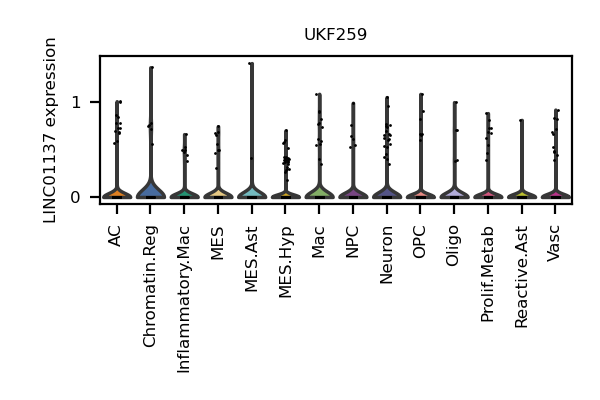 UKF259
LINC01137 expression
1
0
AC
Chromatin.Reg
Inflammatory.Mac
MES
MES.Ast
MES.Hyp
Mac
NPC
Neuron
OPC
Oligo
Prolif.Metab
Reactive.Ast
Vasc